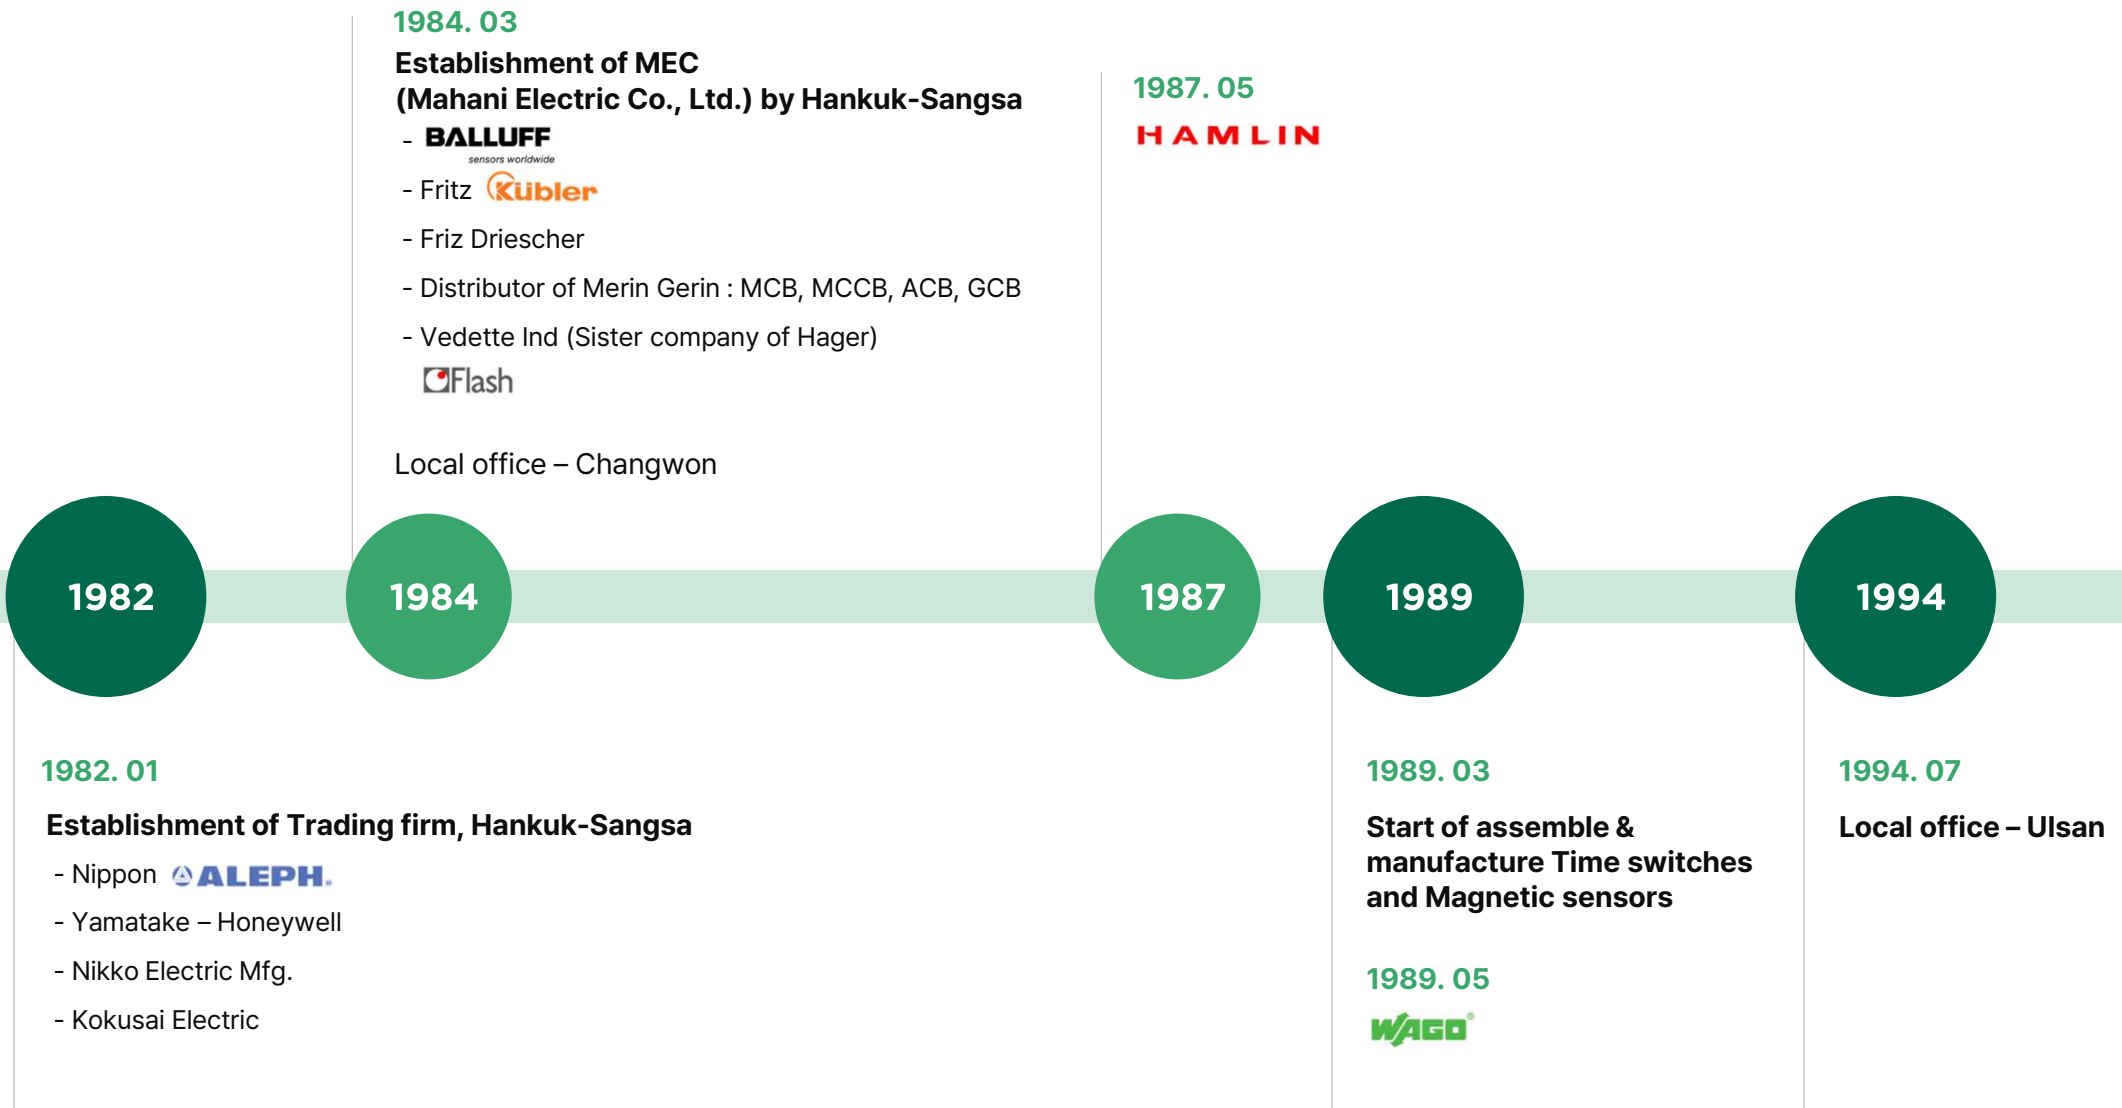 1984. 03
Establishment of MEC
(Mahani Electric Co., Ltd.) by Hankuk-Sangsa
- BALLUFF
sensors worldwide
- Fritz Kübler
- Friz Driescher
- Distributor of Merin Gerin : MCB, MCCB, ACB, GCB
- Vedette Ind (Sister company of Hager)
Flash
Local office – Changwon
1987. 05
HAMLIN
1982
1984
1987
1989
1994
1982. 01
Establishment of Trading firm, Hankuk-Sangsa
- Nippon ALEPH.
- Yamatake – Honeywell
- Nikko Electric Mfg.
- Kokusai Electric
1989. 03
Start of assemble &
manufacture Time switches
and Magnetic sensors
1989. 05
WAGO®
1994. 07
Local office – Ulsan